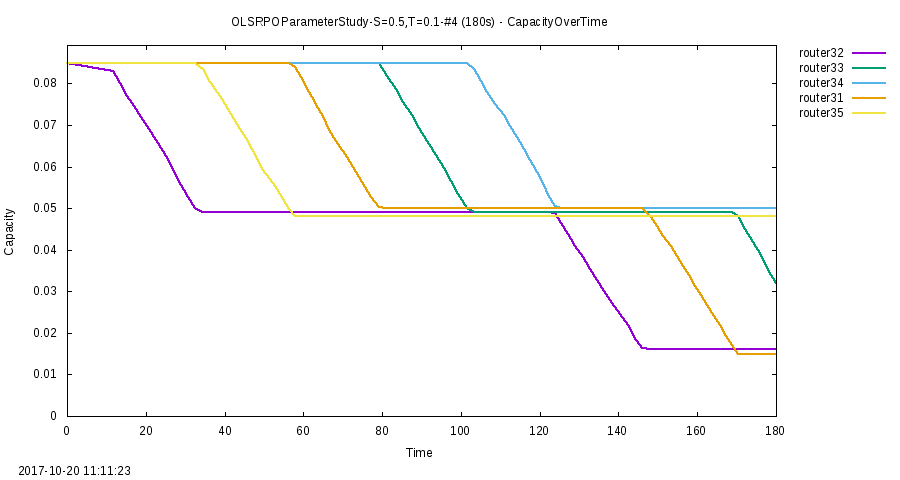 OLSRPOParameterStudy-S=0.5,T=0.1-#4 (180s) - CapacityOverTime
router32
router33
router34
router31
router35
0.08
0.07
0.06
0.05
0.04
0.03
0.02
0.01
0
Capacity
0 20 40 60 80 100 120 140 160 180
Time
2017-10-20 11:11:23